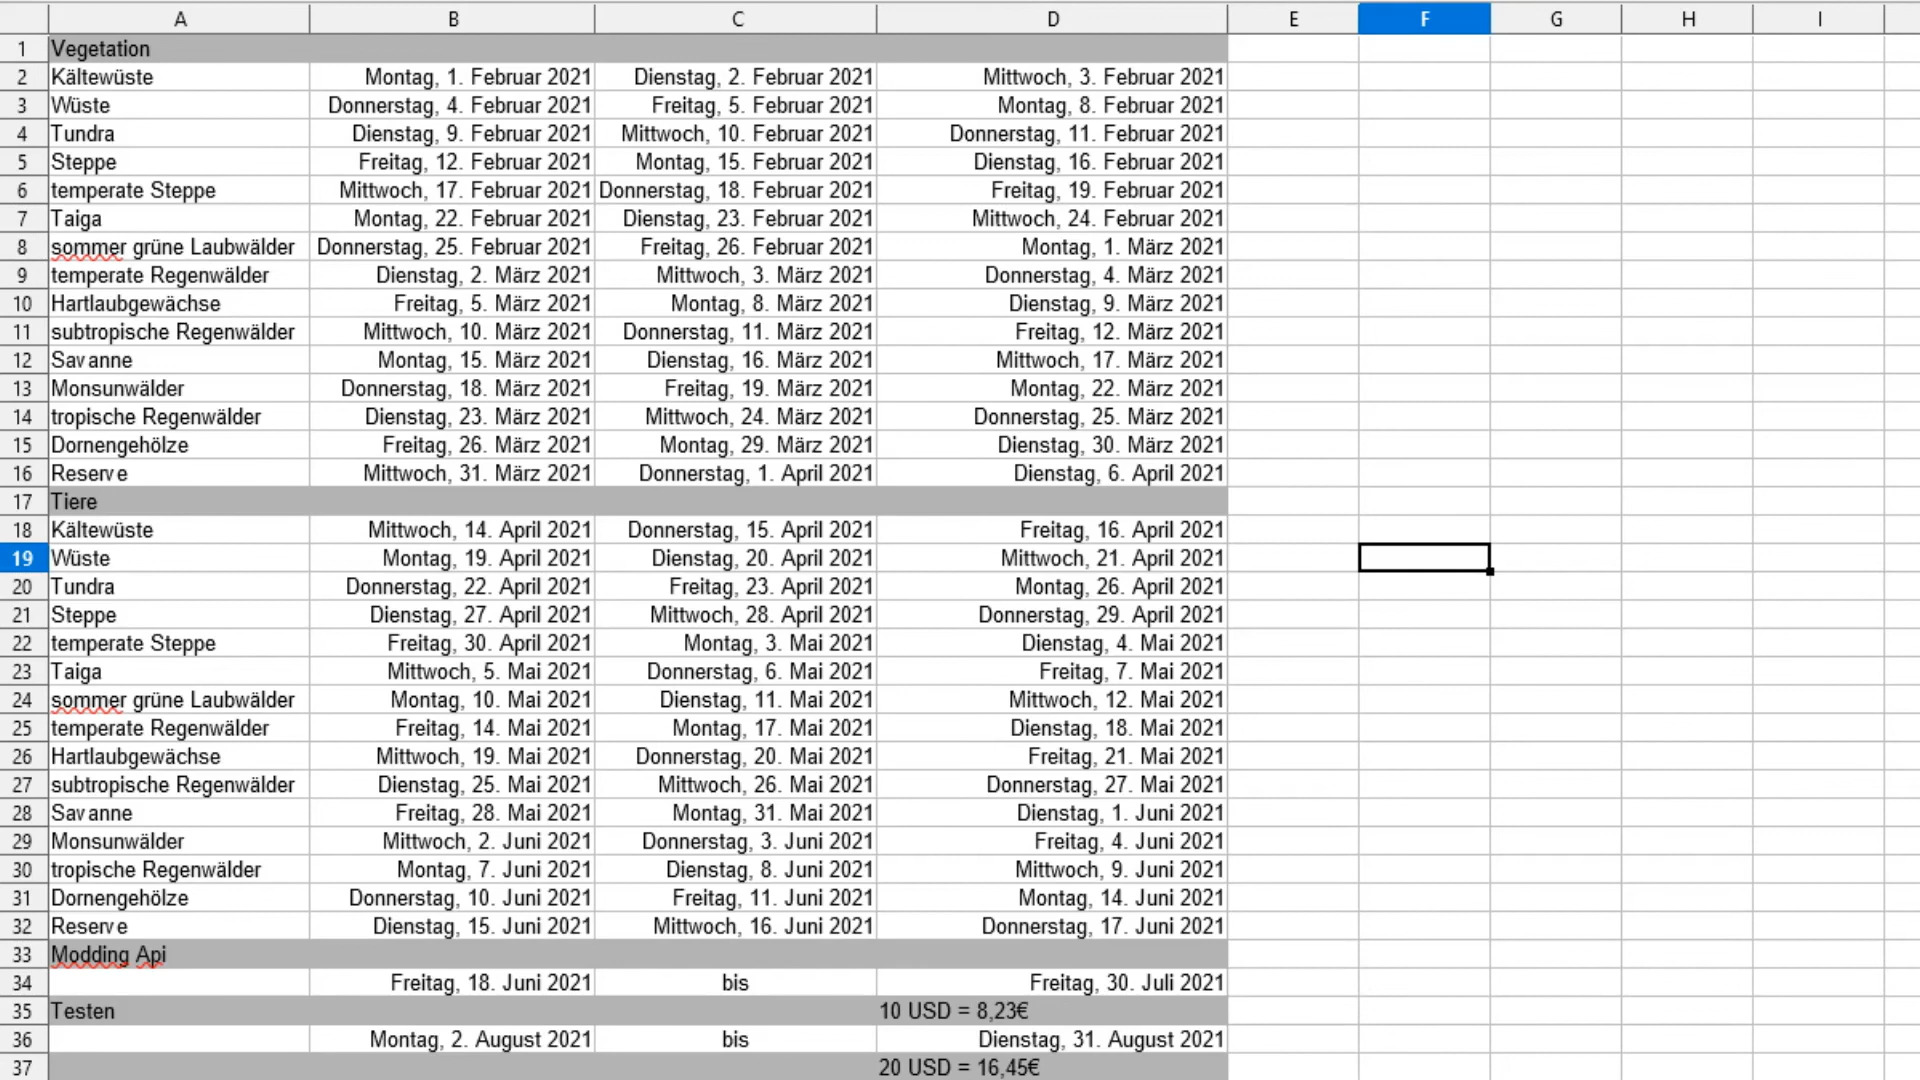 A B C D E F G H I
1 Vegetation
2 Kältewüste Montag, 1. Februar 2021 Dienstag, 2. Februar 2021 Mittwoch, 3. Februar 2021
3 Wüste Donnerstag, 4. Februar 2021 Freitag, 5. Februar 2021 Montag, 8. Februar 2021
4 Tundra Dienstag, 9. Februar 2021 Mittwoch, 10. Februar 2021 Donnerstag, 11. Februar 2021
5 Steppe Freitag, 12. Februar 2021 Montag, 15. Februar 2021 Dienstag, 16. Februar 2021
6 temperate Steppe Mittwoch, 17. Februar 2021 Donnerstag, 18. Februar 2021 Freitag, 19. Februar 2021
7 Taiga Montag, 22. Februar 2021 Dienstag, 23. Februar 2021 Mittwoch, 24. Februar 2021
8 sommer grüne Laubwälder Donnerstag, 25. Februar 2021 Freitag, 26. Februar 2021 Montag, 1. März 2021
9 temperate Regenwälder Dienstag, 2. März 2021 Mittwoch, 3. März 2021 Donnerstag, 4. März 2021
10 Hartlaubgewächse Freitag, 5. März 2021 Montag, 8. März 2021 Dienstag, 9. März 2021
11 subtropische Regenwälder Mittwoch, 10. März 2021 Donnerstag, 11. März 2021 Freitag, 12. März 2021
12 Savanne Montag, 15. März 2021 Dienstag, 16. März 2021 Mittwoch, 17. März 2021
13 Monsunwälder Donnerstag, 18. März 2021 Freitag, 19. März 2021 Montag, 22. März 2021
14 tropische Regenwälder Dienstag, 23. März 2021 Mittwoch, 24. März 2021 Donnerstag, 25. März 2021
15 Dornengehölze Freitag, 26. März 2021 Montag, 29. März 2021 Dienstag, 30. März 2021
16 Reserve Mittwoch, 31. März 2021 Donnerstag, 1. April 2021 Dienstag, 6. April 2021
17 Tiere
18 Kältewüste Mittwoch, 14. April 2021 Donnerstag, 15. April 2021 Freitag, 16. April 2021
19 Wüste Montag, 19. April 2021 Dienstag, 20. April 2021 Mittwoch, 21. April 2021
20 Tundra Donnerstag, 22. April 2021 Freitag, 23. April 2021 Montag, 26. April 2021
21 Steppe Dienstag, 27. April 2021 Mittwoch, 28. April 2021 Donnerstag, 29. April 2021
22 temperate Steppe Freitag, 30. April 2021 Montag, 3. Mai 2021 Dienstag, 4. Mai 2021
23 Taiga Mittwoch, 5. Mai 2021 Donnerstag, 6. Mai 2021 Freitag, 7. Mai 2021
24 sommer grüne Laubwälder Montag, 10. Mai 2021 Dienstag, 11. Mai 2021 Mittwoch, 12. Mai 2021
25 temperate Regenwälder Freitag, 14. Mai 2021 Montag, 17. Mai 2021 Dienstag, 18. Mai 2021
26 Hartlaubgewächse Mittwoch, 19. Mai 2021 Donnerstag, 20. Mai 2021 Freitag, 21. Mai 2021
27 subtropische Regenwälder Dienstag, 25. Mai 2021 Mittwoch, 26. Mai 2021 Donnerstag, 27. Mai 2021
28 Savanne Freitag, 28. Mai 2021 Montag, 31. Mai 2021 Dienstag, 1. Juni 2021
29 Monsunwälder Mittwoch, 2. Juni 2021 Donnerstag, 3. Juni 2021 Freitag, 4. Juni 2021
30 tropische Regenwälder Montag, 7. Juni 2021 Dienstag, 8. Juni 2021 Mittwoch, 9. Juni 2021
31 Dornengehölze Donnerstag, 10. Juni 2021 Freitag, 11. Juni 2021 Montag, 14. Juni 2021
32 Reserve Dienstag, 15. Juni 2021 Mittwoch, 16. Juni 2021 Donnerstag, 17. Juni 2021
33 Modding Api
34 Freitag, 18. Juni 2021 bis Freitag, 30. Juli 2021
35 Testen 10 USD = 8,23€
36 Montag, 2. August 2021 bis Dienstag, 31. August 2021
37 20 USD = 16,45€